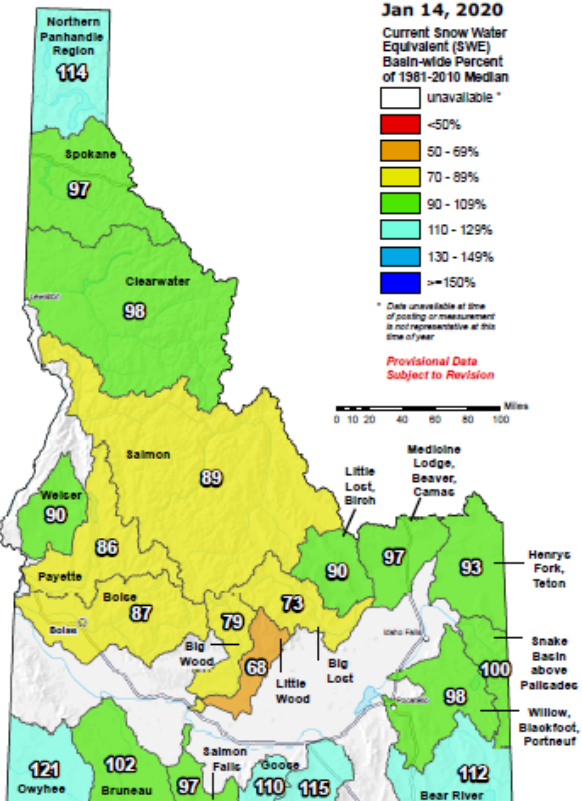 Jan 14, 2020
Current Snow Water
Equivalent (SWE)
Basin-wide Percent
of 1981-2010 Median
unavailable *
<50%
50 - 69%
70 - 89%
90 - 109%
110 - 129%
130 - 149%
>=150%
* Data unavailable at time
of posting or measurement
is not representative at this
time of year
Provisional Data
Subject to Revision
Miles
0 10 20 40 60 80 100
Northern
Panhandle
Region
114
Spokane
97
Clearwater
98
Lewiston
Salmon
89
Weiser
90
86
Payette
Boise
87
Boise
Little
Lost,
Birch
90
Medicine
Lodge,
Beaver,
Camas
97
93
Henrys
Fork,
Teton
79
Big
Wood
73
Big
Lost
68
Little
Wood
Idaho Falls
Snake
Basin
above
Palisades
100
Pocatello
98
Willow,
Blackfoot,
Portneuf
121
Owyhee
102
Bruneau
Salmon
Falls
97
Goose
110
115
112
Bear River